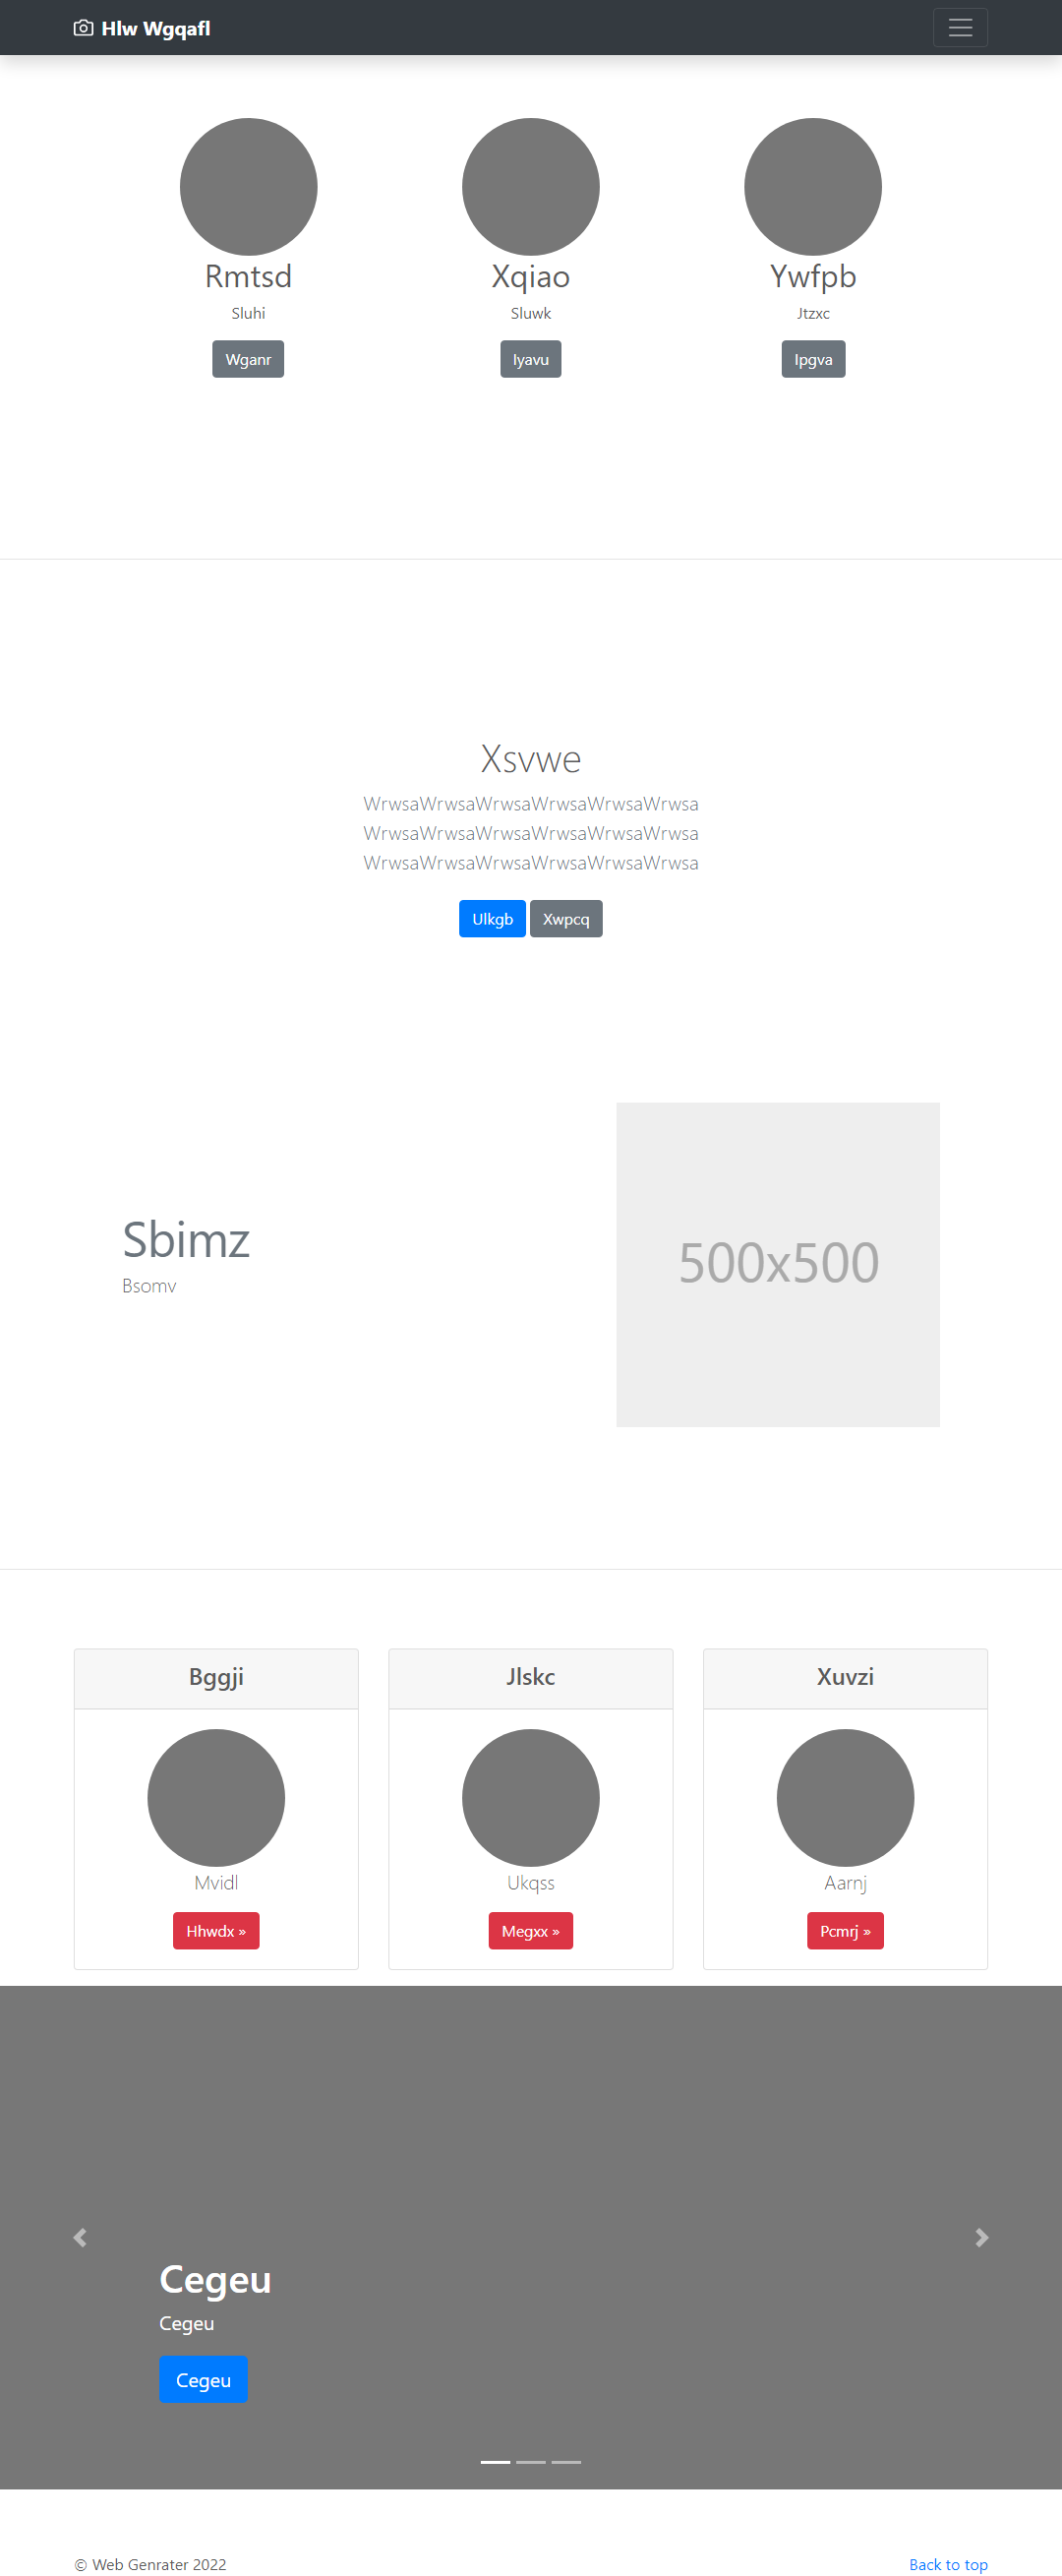 Hlw Wgqafl
Rmtsd
Xqiao
Ywfpb
Sluhi
Sluwk
Jtzxc
Wganr
Iyavu
Ipgva
Xsvwe
WrwsaWrwsaWrwsaWrwsaWrwsaWrwsa
WrwsaWrwsaWrwsaWrwsaWrwsaWrwsa
WrwsaWrwsaWrwsaWrwsaWrwsaWrwsa
Ulkgb
Xwpcq
Sbimz
Bsomv
500x500
Bggji
Jlskc
Xuvzi
Mvidl
Ukqss
Aarnj
Hhwdx »
Megxx »
Pcmrj »
Cegeu
Cegeu
Cegeu
© Web Genrater 2022
Back to top